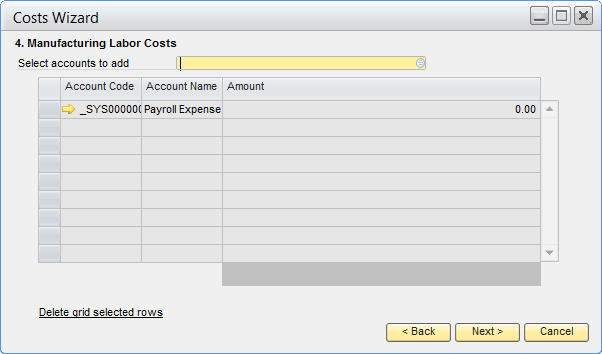 Costs Wizard
4. Manufacturing Labor Costs
Select accounts to add
Account Code Account Name Amount
_SYS000000 Payroll Expense 0.00
Delete grid selected rows
< Back Next > Cancel